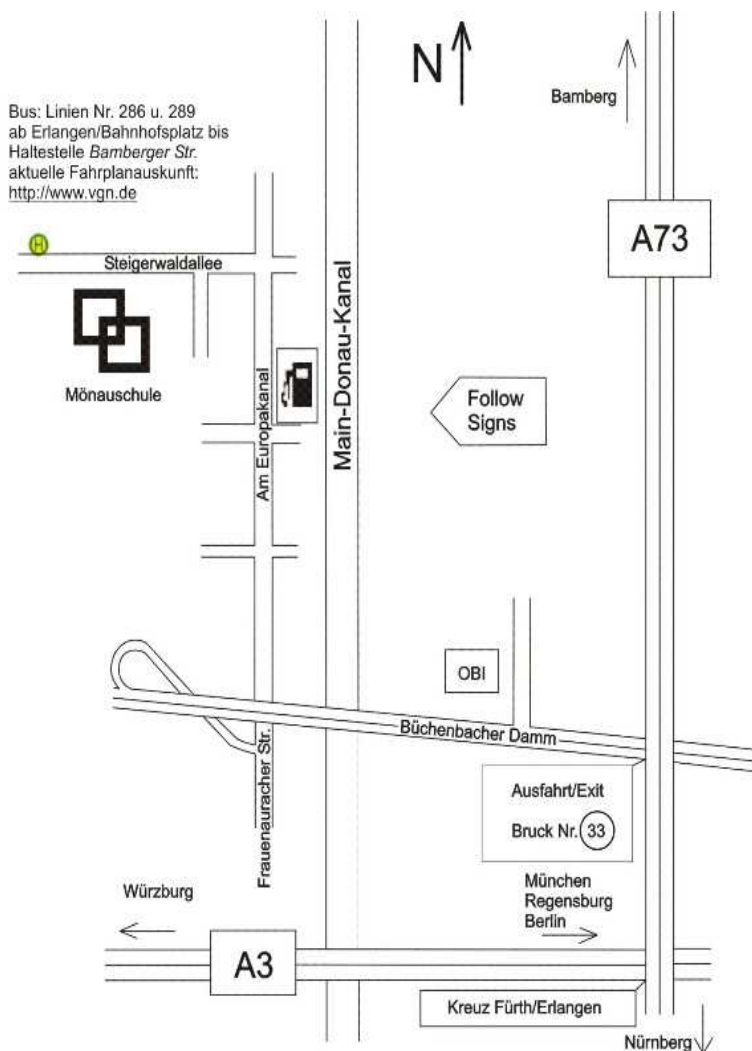 N
Bamberg
Bus: Linien Nr. 286 u. 289
ab Erlangen/Bahnhofsplatz bis
Haltestelle Bamberger Str.
aktuelle Fahrplanauskunft:
http://www.vgn.de
H
Steigerwaldallee
A73
Mönauschule
Am Europakanal
Main-Donau-Kanal
Follow
Signs
OBI
Büchenbacher Damm
Frauenauracher Str.
Ausfahrt/Exit
Bruck Nr. 33
Würzburg
München
Regensburg
Berlin
A3
Kreuz Fürth/Erlangen
Nürnberg